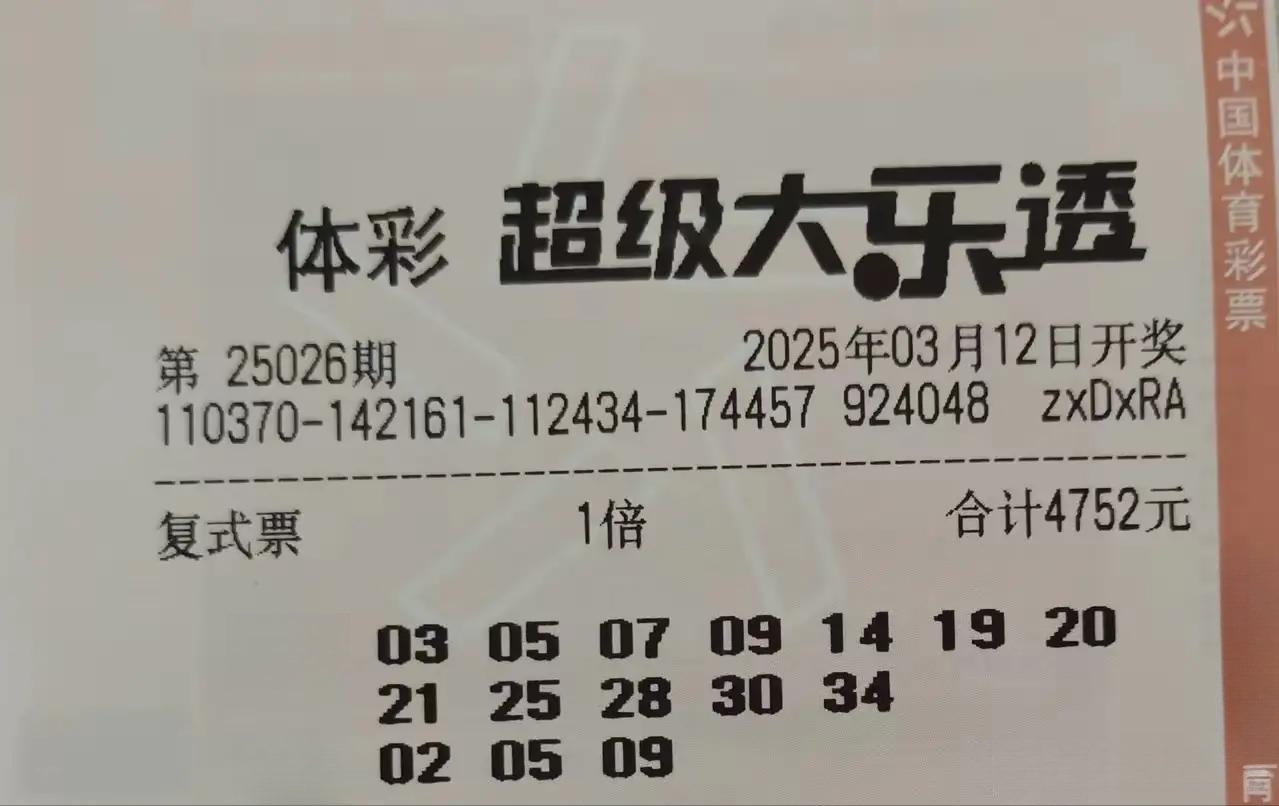 体彩 超级大乐透
第 25026期 2025年03月12日开奖
110370-142161-112434-174457 924048 zxDxRA
复式票 1倍 合计4752元
03 05 07 09 14 19 20
21 25 28 30 34
02 05 09
中国体育彩票